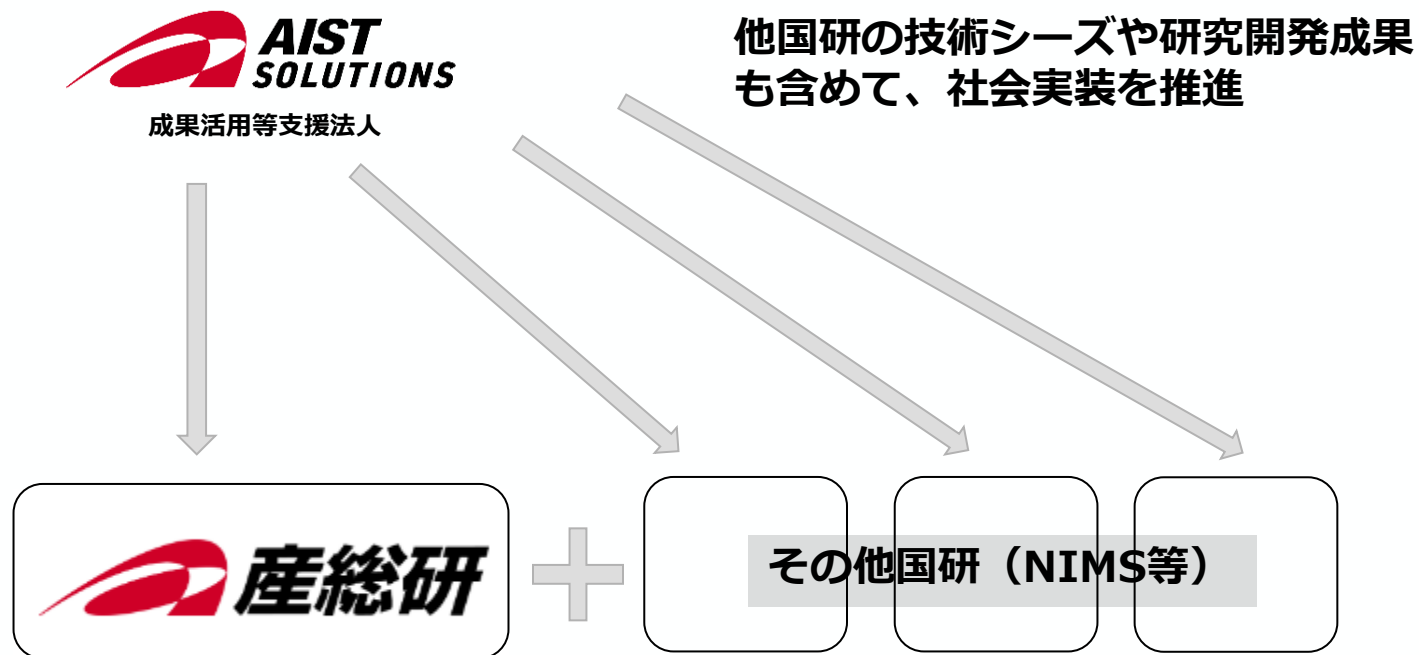 AIST
SOLUTIONS
成果活用等支援法人
他国研の技術シーズや研究開発成果
も含めて、社会実装を推進
産総研
その他国研（NIMS等）